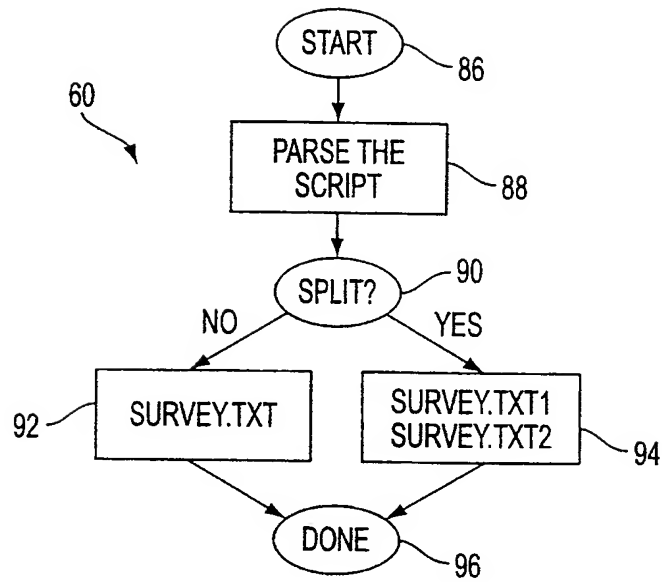 START
86
60
PARSE THE
SCRIPT
88
90
SPLIT?
NO
YES
SURVEY.TXT
SURVEY.TXT1
SURVEY.TXT2
92
94
DONE
96